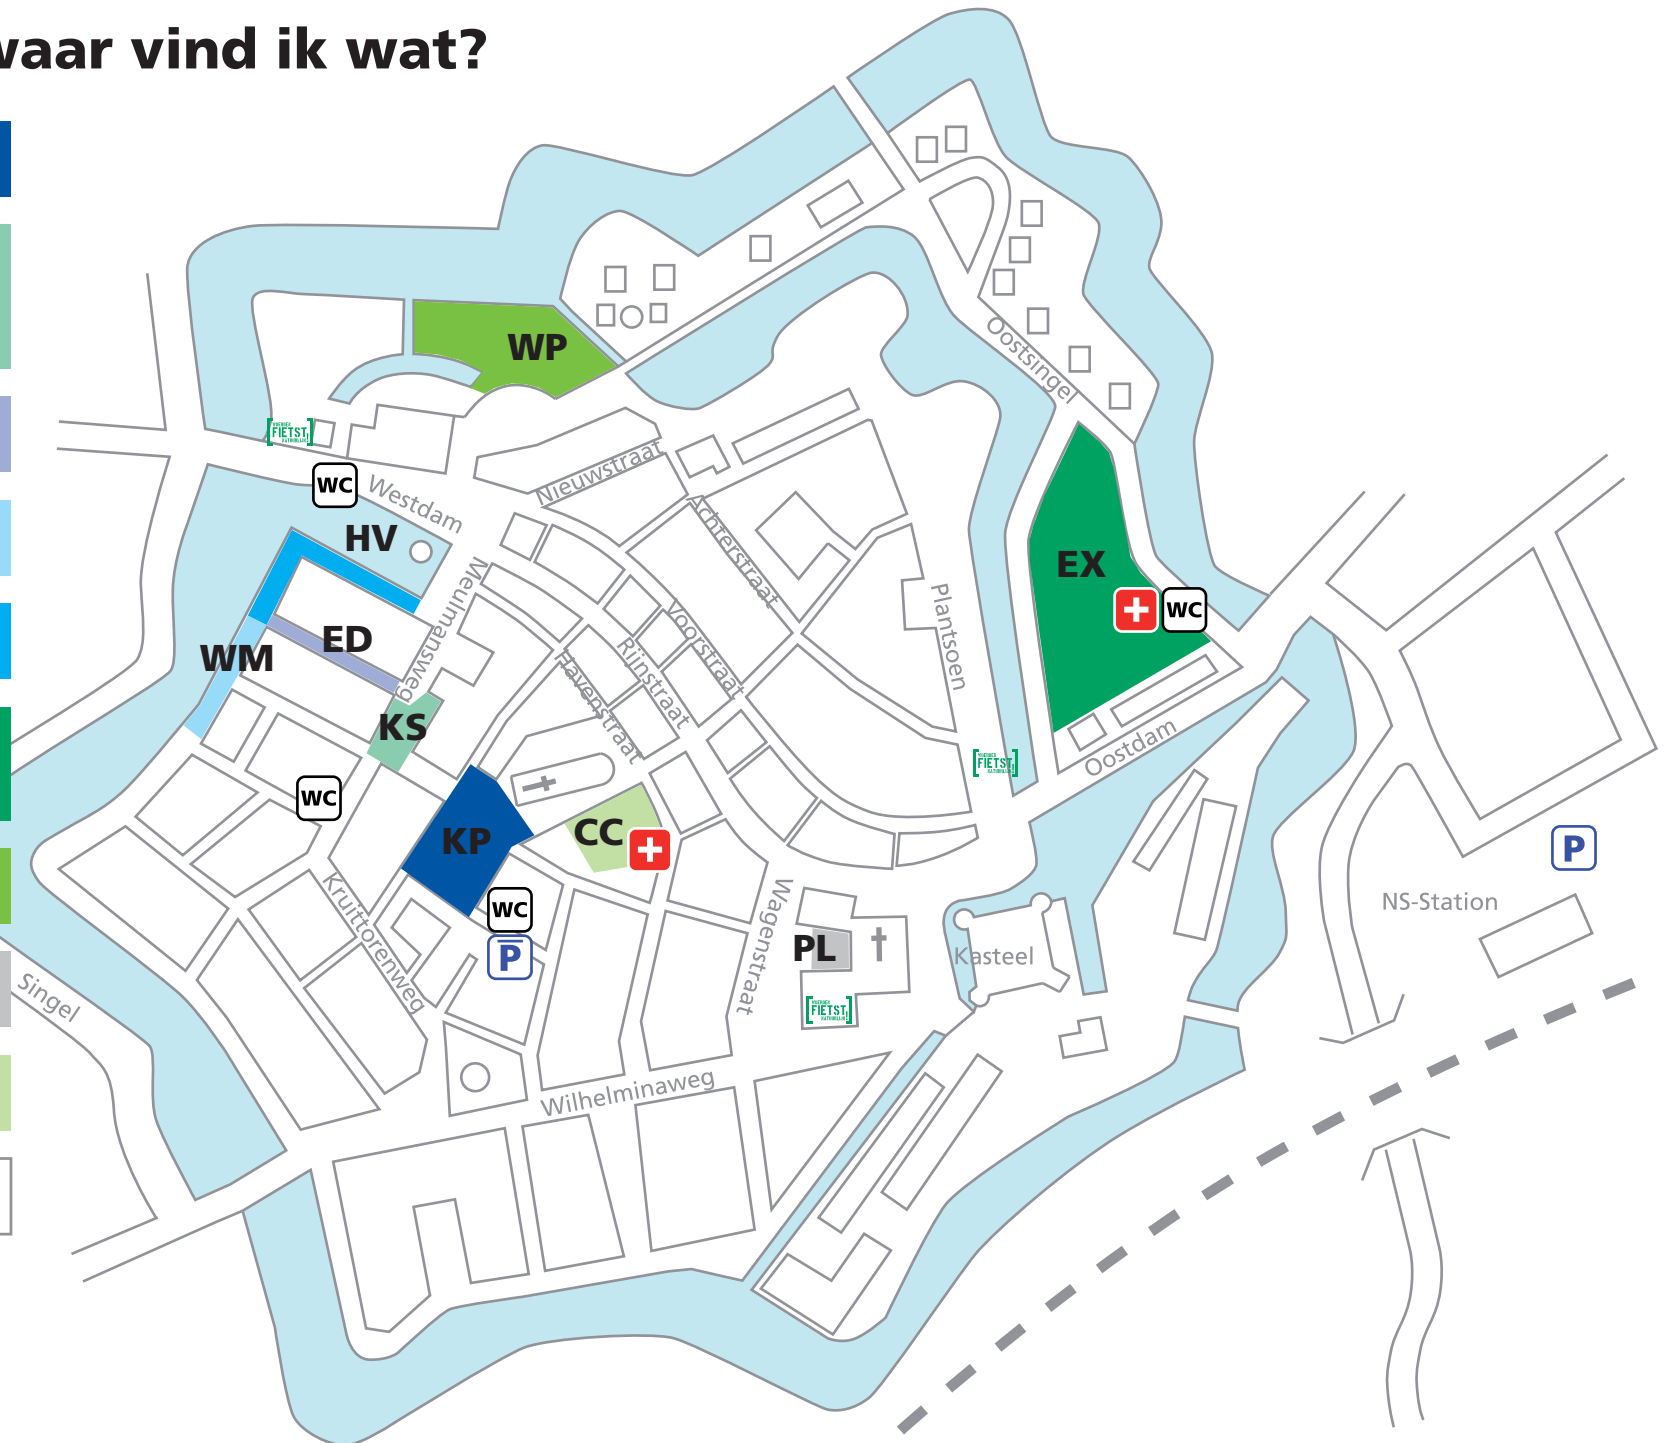 waar vind ik wat?
WP
Oostsingel
FIETST
WC
Westdam
Nieuwstraat
HV
Achterstraat
EX
WC
Meulmansweg
Plantsoen
ED
WM
Voorstraat
Rijnstraat
Havenstraat
KS
Oostdam
FIETST
WC
KP
CC
P
Kruittorenweg
WC
Wagenstraat
NS-Station
P
PL
Kasteel
Singel
FIETST
Wilhelminaweg